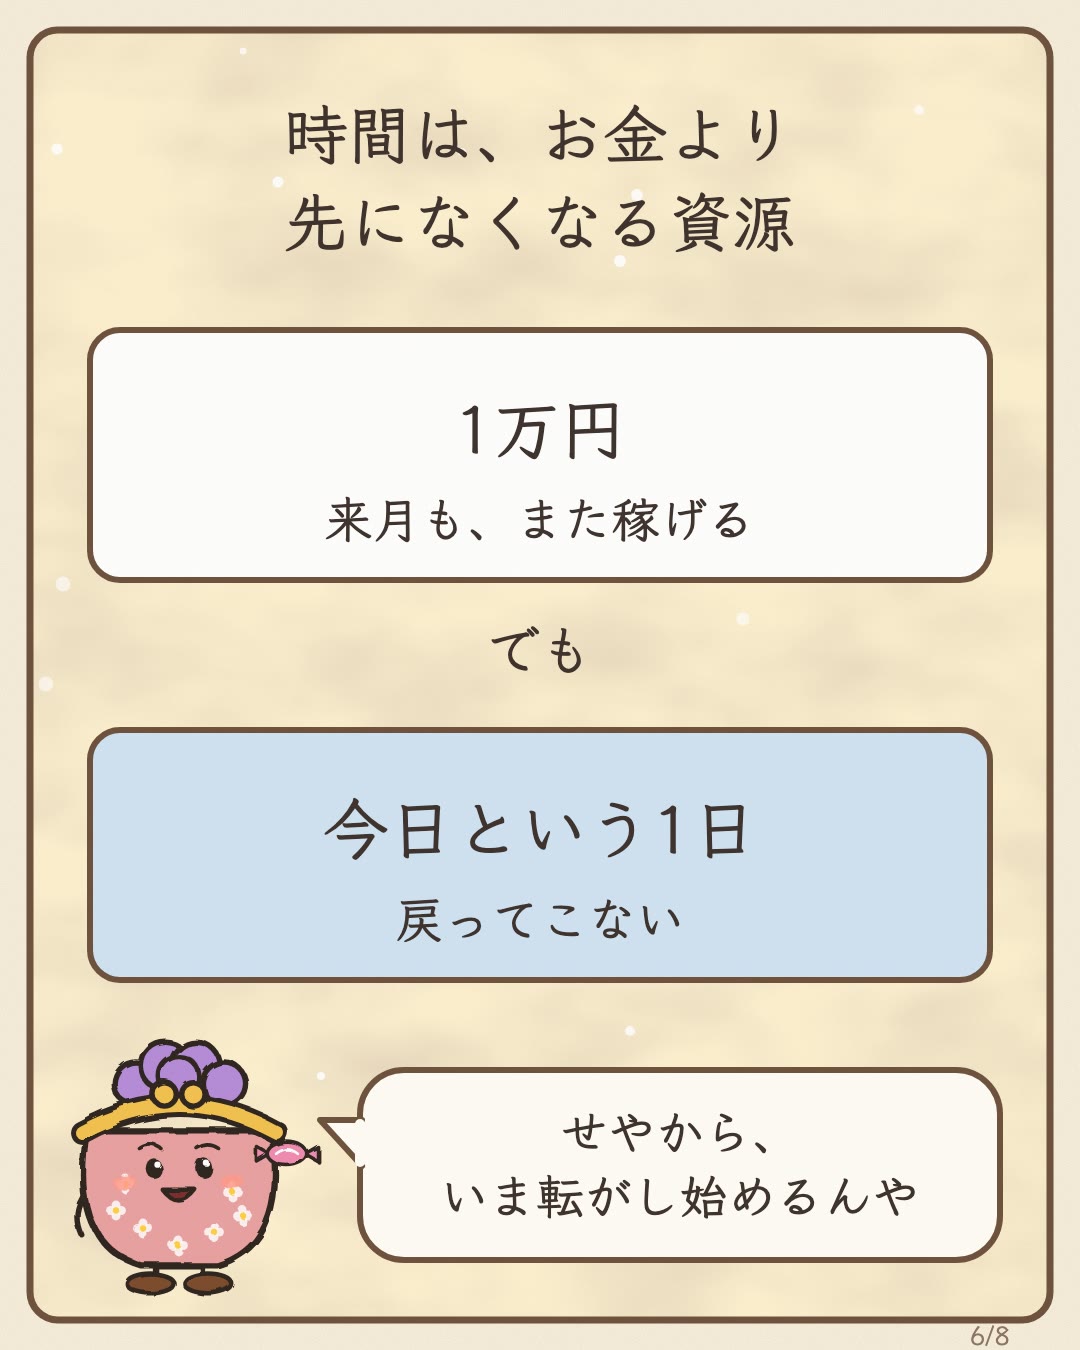 時間は、お金より
先になくなる資源
1万円
来月も、また稼げる
でも
今日という1日
戻ってこない
せやから、
いま転がし始めるんや
6/8